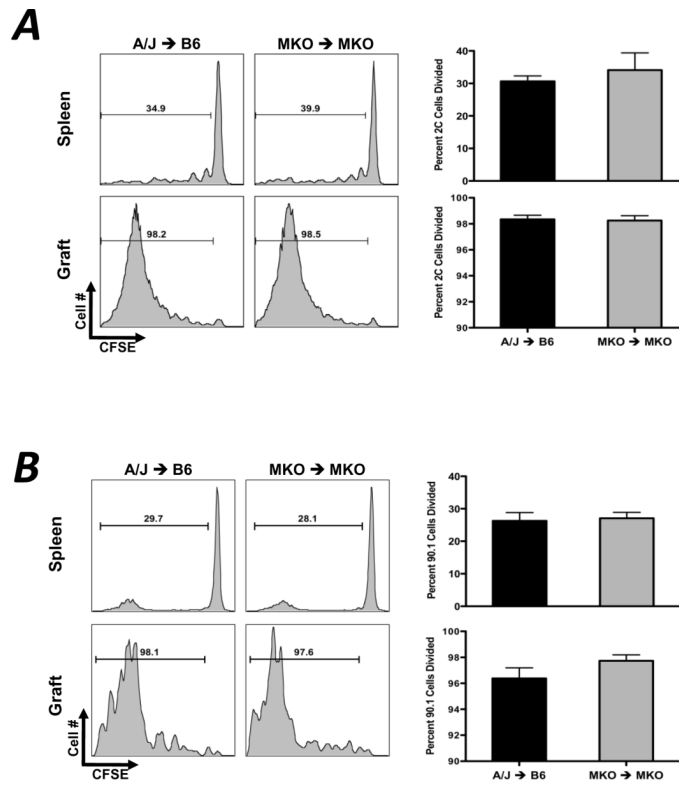 A
A/J → B6
MKO → MKO
Spleen
34.9
39.9
Graft
98.2
98.5
Cell #
CFSE
Percent 2C Cells Divided
40
30
20
10
0
Percent 2C Cells Divided
100
98
96
94
92
90
A/J → B6
MKO → MKO
B
A/J → B6
MKO → MKO
Spleen
29.7
28.1
Graft
98.1
97.6
Cell #
CFSE
Percent 90.1 Cells Divided
40
30
20
10
0
Percent 90.1 Cells Divided
100
98
96
94
92
90
A/J → B6
MKO → MKO